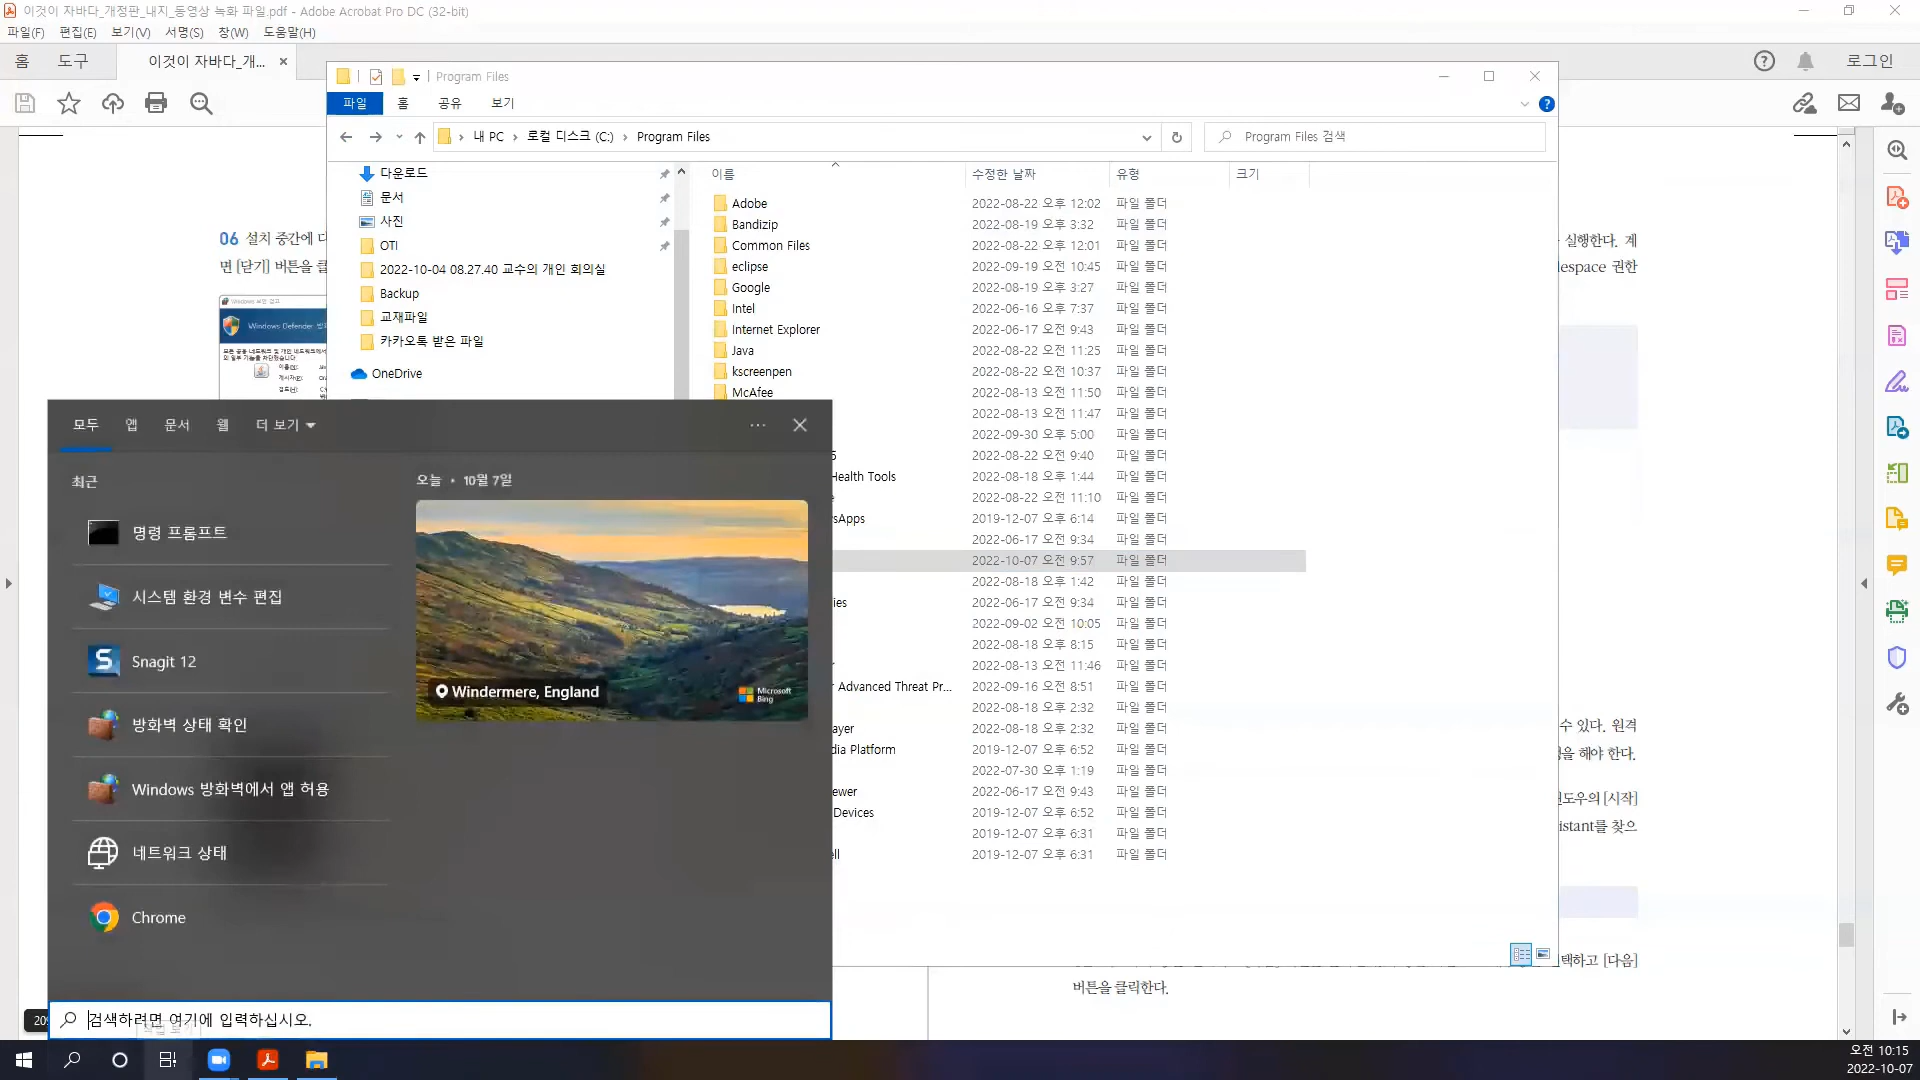 이것이 자바다_개정판_내지_동영상 녹화 파일.pdf - Adobe Acrobat Pro DC (32-bit)
파일(F) 편집(E) 보기(V) 서명(S) 창(W) 도움말(H)
홈 도구 이것이 자바다_개... × 로그인
Program Files
파일 홈 공유 보기
내 PC › 로컬 디스크 (C:) › Program Files
Program Files 검색
다운로드
문서
사진
OTI
2022-10-04 08.27.40 교수의 개인 회의실
Backup
교재파일
카카오톡 받은 파일
OneDrive
이름 수정한 날짜 유형 크기
Adobe 2022-08-22 오후 12:02 파일 폴더
Bandizip 2022-08-19 오후 3:32 파일 폴더
Common Files 2022-08-22 오후 12:01 파일 폴더
eclipse 2022-09-19 오전 10:45 파일 폴더
Google 2022-08-19 오후 3:27 파일 폴더
Intel 2022-06-16 오후 7:37 파일 폴더
Internet Explorer 2022-06-17 오전 9:43 파일 폴더
Java 2022-08-22 오전 11:25 파일 폴더
kscreenpen 2022-08-22 오전 10:37 파일 폴더
McAfee 2022-08-13 오전 11:50 파일 폴더
2022-08-13 오전 11:47 파일 폴더
2022-09-30 오후 5:00 파일 폴더
2022-08-22 오전 9:40 파일 폴더
Health Tools 2022-08-18 오후 1:44 파일 폴더
2022-08-22 오전 11:10 파일 폴더
sApps 2019-12-07 오후 6:14 파일 폴더
2022-06-17 오전 9:34 파일 폴더
2022-10-07 오전 9:57 파일 폴더
2022-08-18 오후 1:42 파일 폴더
ies 2022-06-17 오전 9:34 파일 폴더
2022-09-02 오전 10:05 파일 폴더
2022-08-18 오후 8:15 파일 폴더
2022-08-13 오전 11:46 파일 폴더
Advanced Threat Pr... 2022-09-16 오전 8:51 파일 폴더
2022-08-18 오후 2:32 파일 폴더
ayer 2022-08-18 오후 2:32 파일 폴더
dia Platform 2019-12-07 오후 6:52 파일 폴더
2022-07-30 오후 1:19 파일 폴더
ewer 2022-06-17 오전 9:43 파일 폴더
Devices 2019-12-07 오후 6:52 파일 폴더
2019-12-07 오후 6:31 파일 폴더
ell 2019-12-07 오후 6:31 파일 폴더
06 설치 중간에
면 [닫기] 버튼을
Windows 보안 경고
Windows Defender
실행한다. 계
espace 권한
수 있다. 원격
을 해야 한다.
도우의 [시작]
istant를 찾으
택하고 [다음]
버튼을 클릭한다.
모두 앱 문서 웹 더 보기
최근
명령 프롬프트
시스템 환경 변수 편집
Snagit 12
방화벽 상태 확인
Windows 방화벽에서 앱 허용
네트워크 상태
Chrome
오늘 • 10월 7일
Windermere, England
Microsoft Bing
검색하려면 여기에 입력하십시오.
오전 10:15
2022-10-07